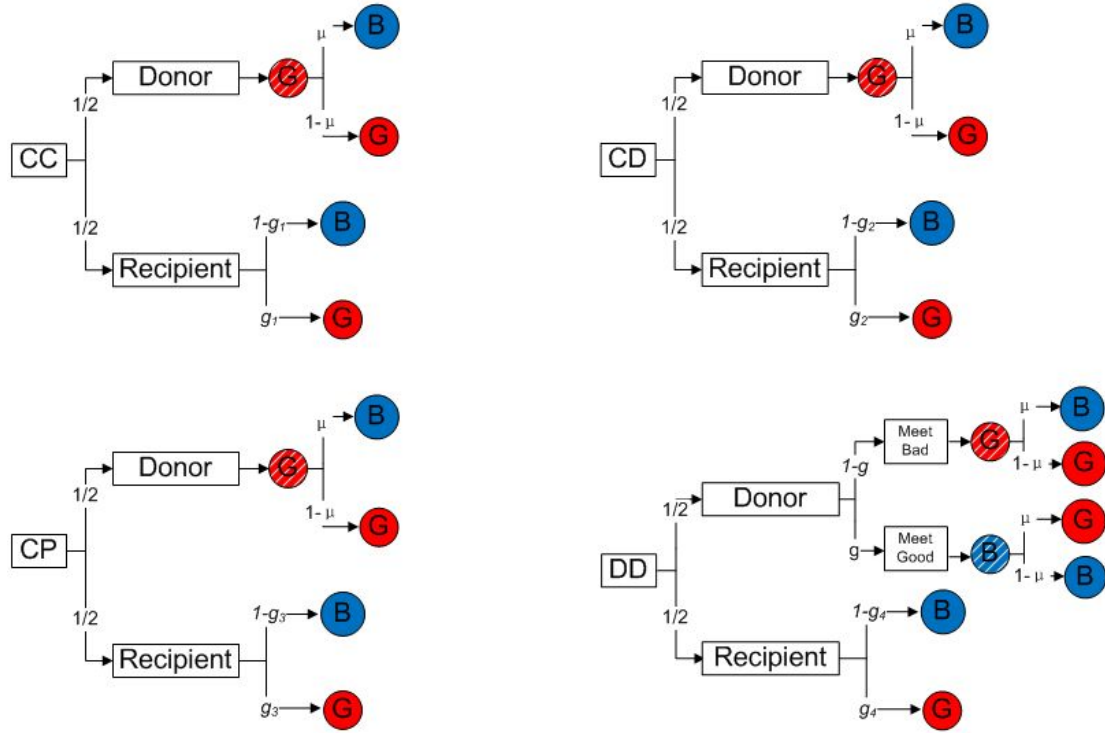 μ
B
Donor
G
1/2
1-μ
G
CC
1/2
1-g1
B
Recipient
g1
G
μ
B
Donor
G
1/2
1-μ
G
CD
1/2
1-g2
B
Recipient
g2
G
μ
B
Donor
G
1/2
1-μ
G
CP
1/2
1-g3
B
Recipient
g3
G
μ
B
Meet
Bad
G
1-g
1-μ
G
1/2
Donor
μ
G
g
Meet
Good
B
1-μ
B
DD
1/2
1-g4
B
Recipient
g4
G